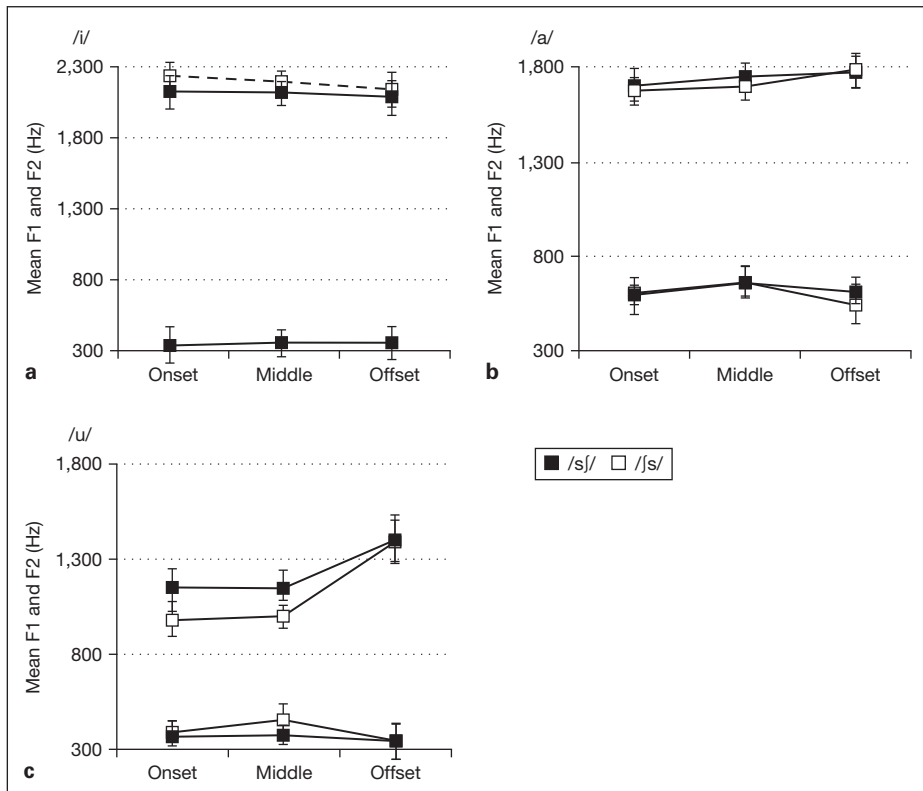 /i/
2,300
1,800
1,300
800
300
Mean F1 and F2 (Hz)
Onset Middle Offset
a
/a/
1,800
1,300
800
300
Mean F1 and F2 (Hz)
Onset Middle Offset
b
/u/
1,800
1,300
800
300
Mean F1 and F2 (Hz)
Onset Middle Offset
c
/sʃ/ /ʃs/